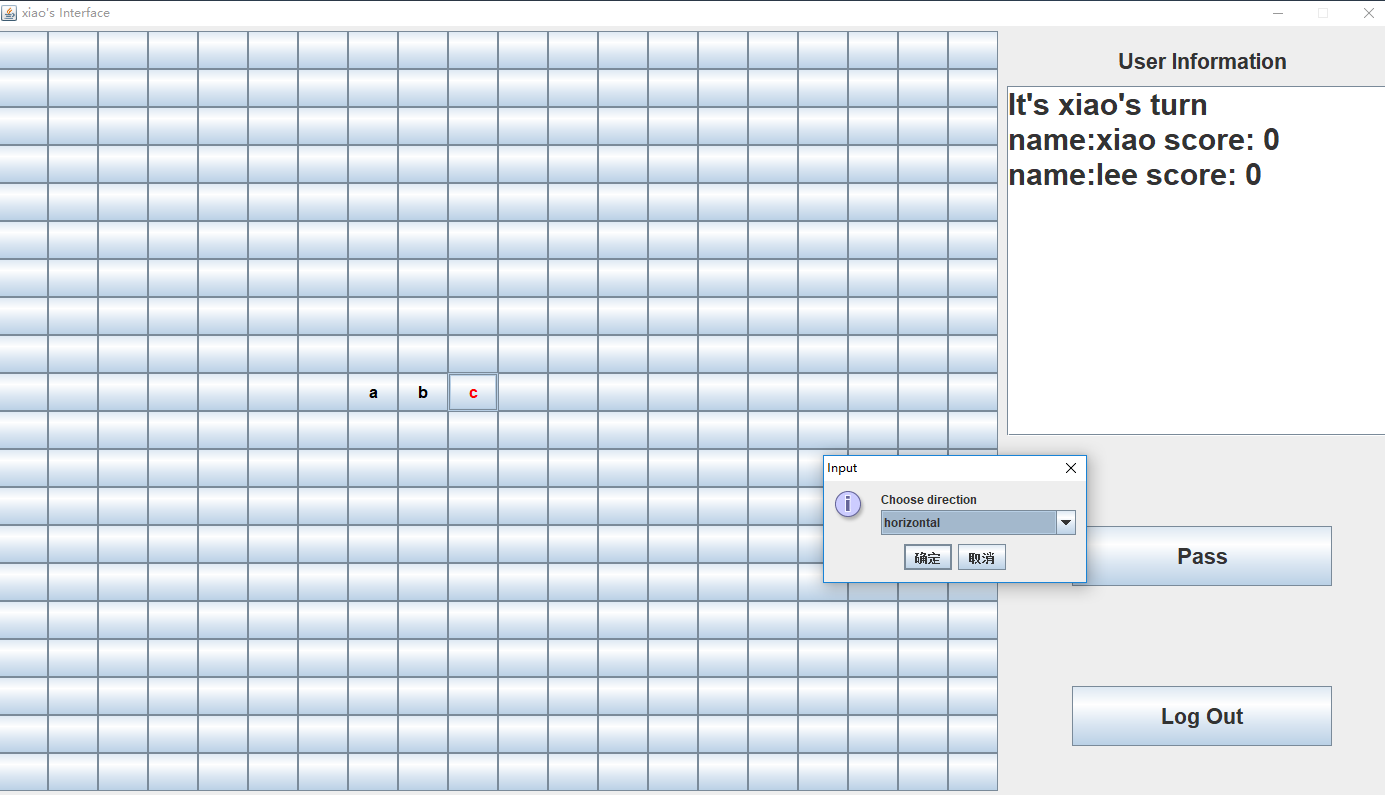 xiao's Interface
User Information
It's xiao's turn
name:xiao score: 0
name:lee score: 0
a b c
Input
Choose direction
horizontal
确定 取消
Pass
Log Out